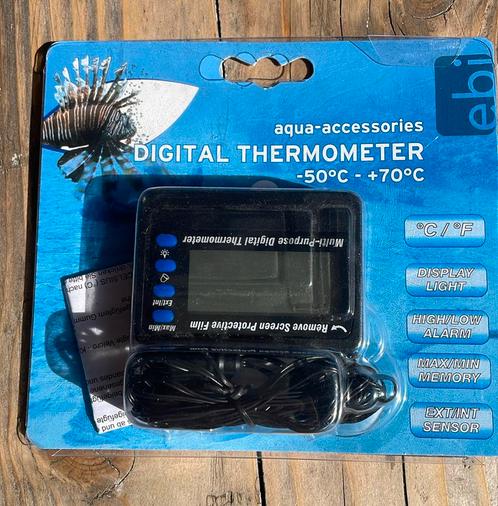 ebi
aqua-accessories
DIGITAL THERMOMETER
-50°C - +70°C
°C / °F
DISPLAY
LIGHT
HIGH/LOW
ALARM
MAX/MIN
MEMORY
EXT/INT
SENSOR
Remove Screen Protective Film
Max/Min
Ext/Int
Multi-Purpose Digital Thermometer